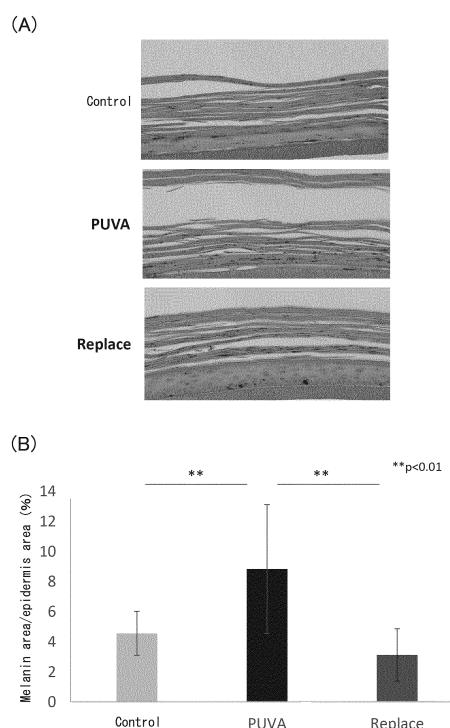 (A)
Control
PUVA
Replace
(B)
** ** **p<0.01
Melanin area/epidermis area (%)
14
12
10
8
6
4
2
0
Control PUVA Replace